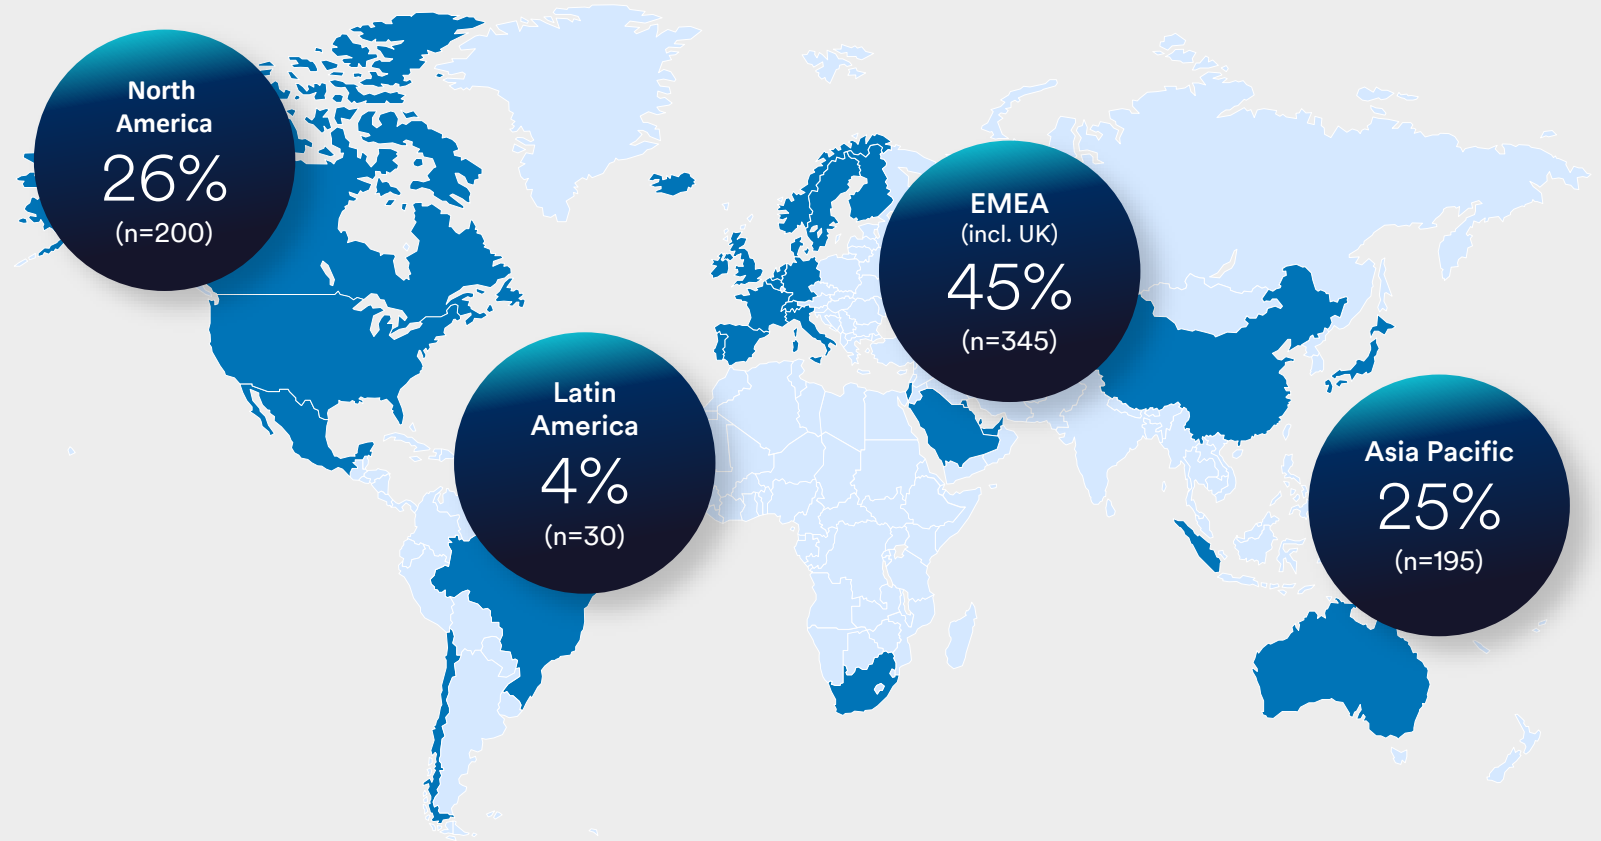 North
America
26%
(n=200)
EMEA
(incl. UK)
45%
(n=345)
Latin
America
4%
(n=30)
Asia Pacific
25%
(n=195)